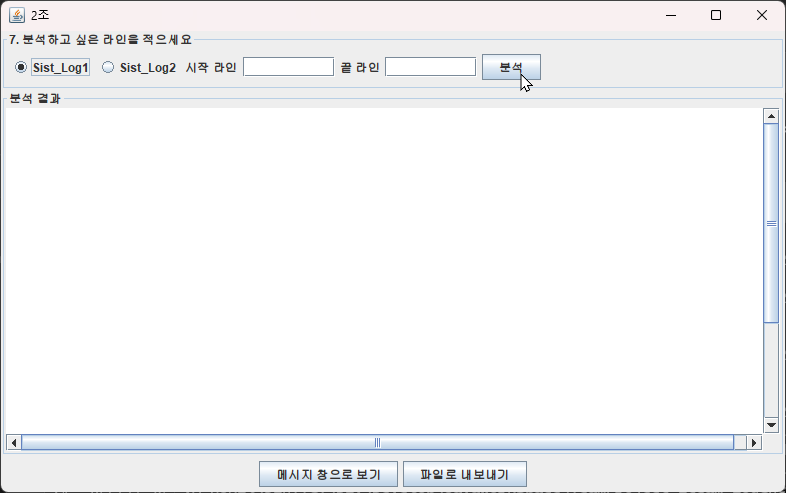 2조
7. 분석하고 싶은 라인을 적으세요
Sist_Log1 Sist_Log2 시작 라인 끝 라인 분석
분석 결과
메시지 창으로 보기 파일로 내보내기